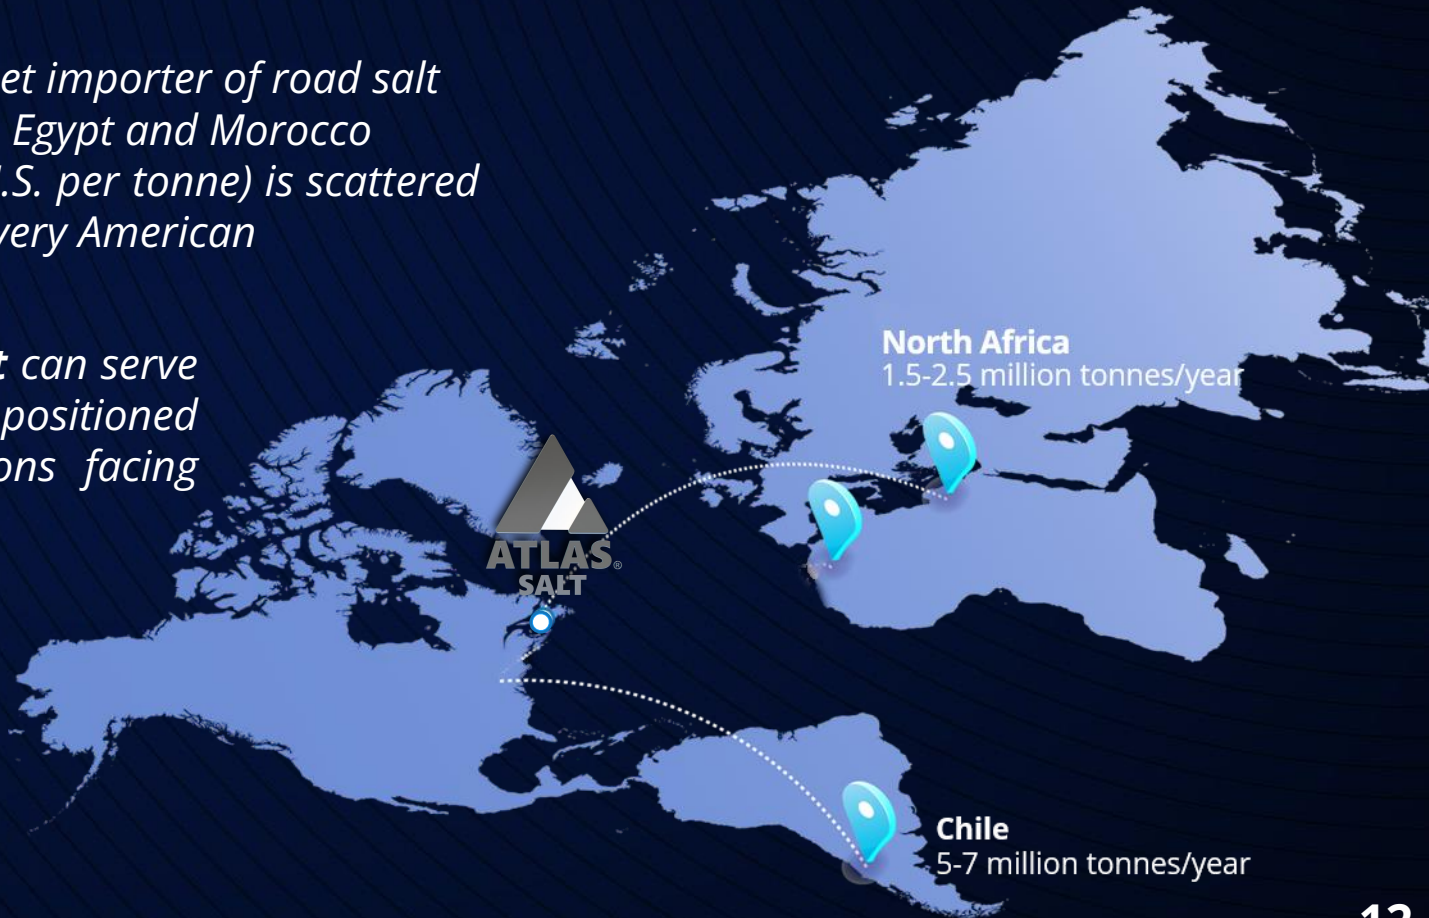 et importer of road salt
Egypt and Morocco
.S. per tonne) is scattered
very American
t can serve
positioned
ons facing
North Africa
1.5-2.5 million tonnes/year
ATLAS®
SALT
Chile
5-7 million tonnes/year